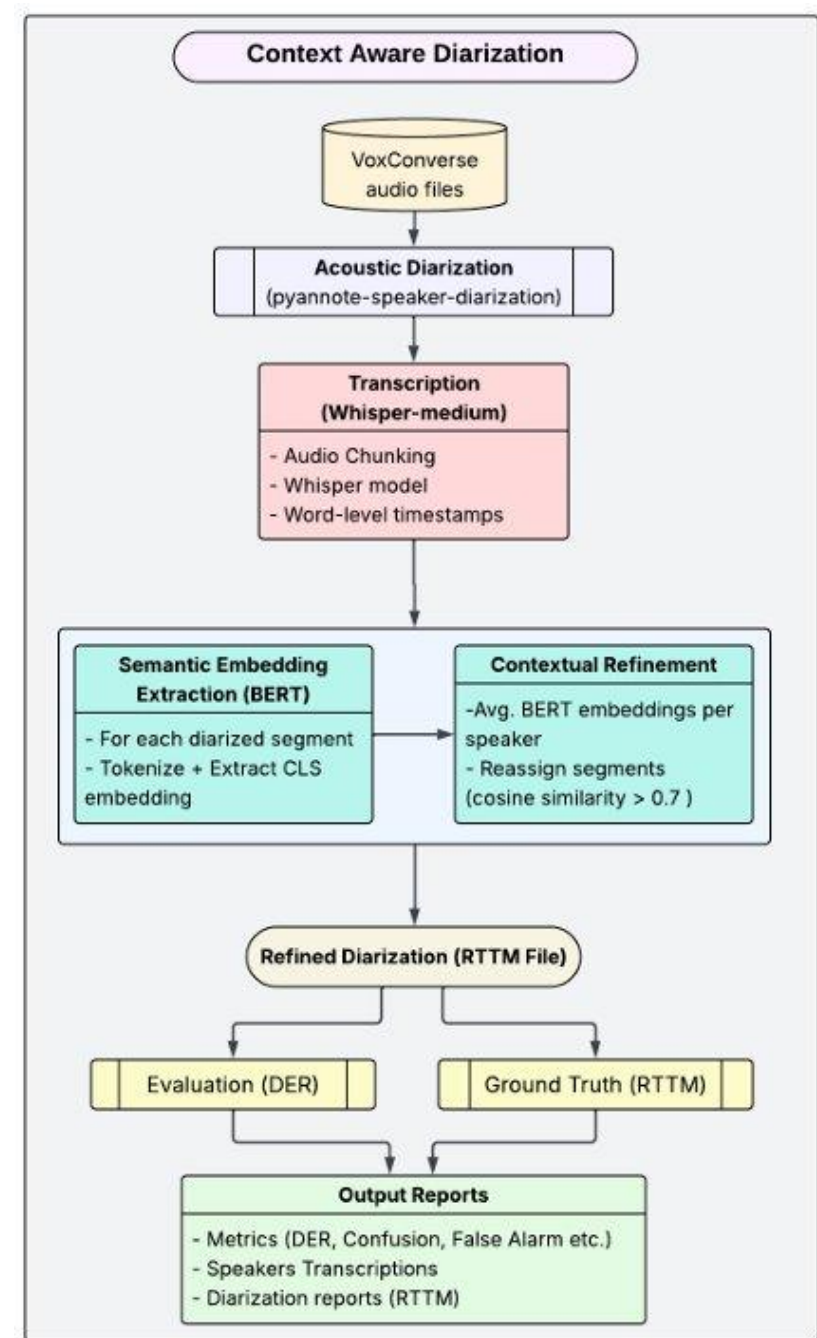 Context Aware Diarization
VoxConverse
audio files
Acoustic Diarization
(pyannote-speaker-diarization)
Transcription
(Whisper-medium)
- Audio Chunking
- Whisper model
- Word-level timestamps
Semantic Embedding
Extraction (BERT)
- For each diarized segment
- Tokenize + Extract CLS
embedding
Contextual Refinement
-Avg. BERT embeddings per
speaker
- Reassign segments
(cosine similarity > 0.7 )
Refined Diarization (RTTM File)
Evaluation (DER)
Ground Truth (RTTM)
Output Reports
- Metrics (DER, Confusion, False Alarm etc.)
- Speakers Transcriptions
- Diarization reports (RTTM)